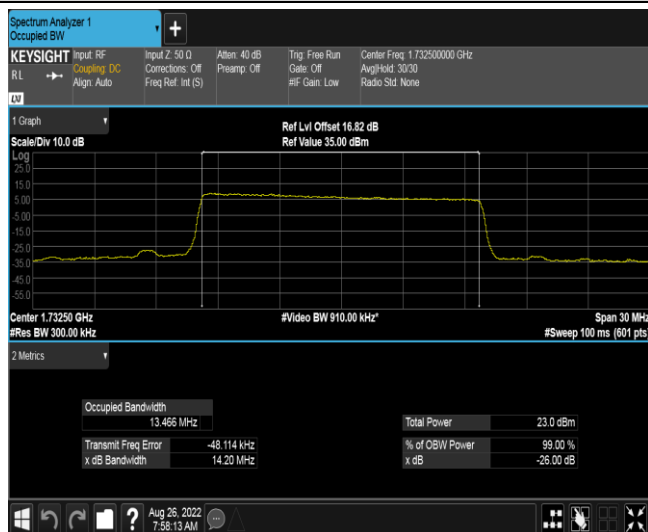 Spectrum Analyzer 1
Occupied BW
+
KEYSIGHT Input: RF Input Z: 50 Ω Atten: 40 dB Trig: Free Run Center Freq: 1.732500000 GHz
RL Coupling: DC Corrections: Off Preamp: Off Gate: Off Avg|Hold: 30/30
Align: Auto Freq Ref: Int (S) #IF Gain: Low Radio Std: None
LXI
1 Graph
Ref Lvl Offset 16.82 dB
Scale/Div 10.0 dB Ref Value 35.00 dBm
Log
25.0
15.0
5.00
-5.00
-15.0
-25.0
-35.0
-45.0
-55.0
Center 1.73250 GHz #Video BW 910.00 kHz* Span 30 MHz
#Res BW 300.00 kHz #Sweep 100 ms (601 pts)
2 Metrics
Occupied Bandwidth
13.466 MHz Total Power 23.0 dBm
Transmit Freq Error -48.114 kHz % of OBW Power 99.00 %
x dB Bandwidth 14.20 MHz x dB -26.00 dB
? Aug 26, 2022
7:58:13 AM